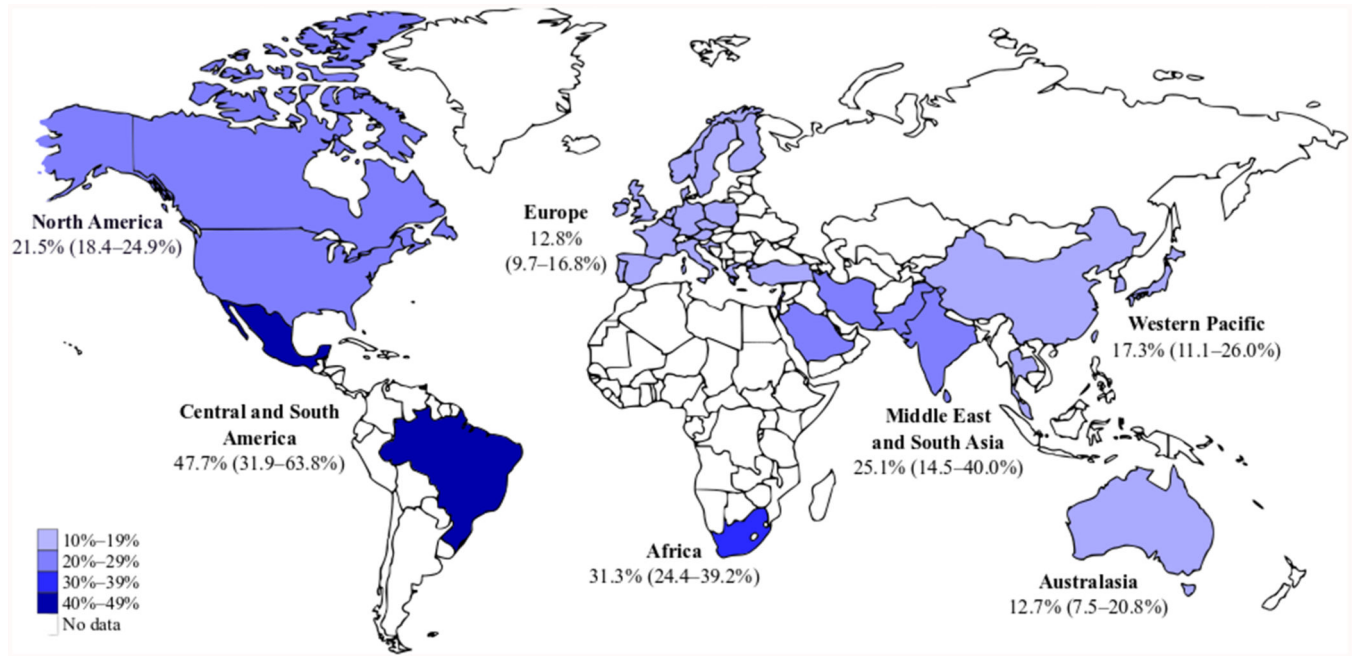 North America
21.5% (18.4–24.9%)
Europe
12.8%
(9.7–16.8%)
Western Pacific
17.3% (11.1–26.0%)
Central and South
America
47.7% (31.9–63.8%)
Middle East
and South Asia
25.1% (14.5–40.0%)
Africa
31.3% (24.4–39.2%)
Australasia
12.7% (7.5–20.8%)
10%–19%
20%–29%
30%–39%
40%–49%
No data